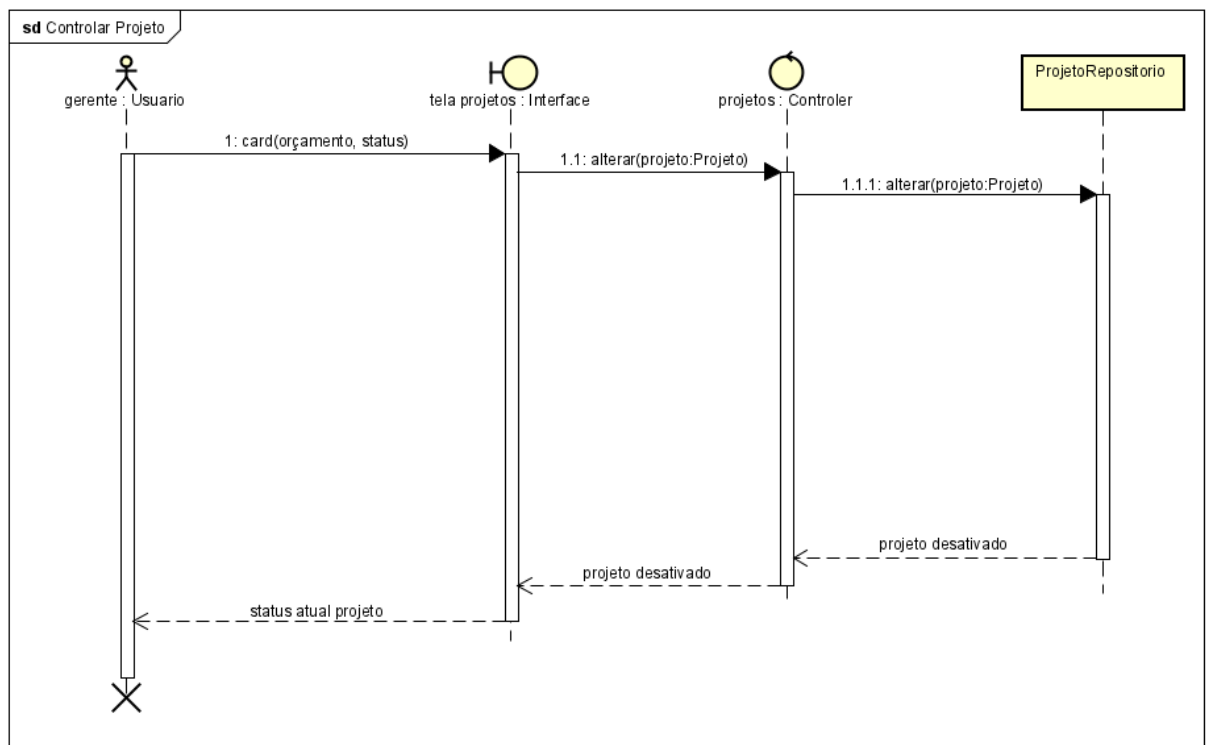 sd Controlar Projeto
gerente : Usuario
tela projetos : Interface
projetos : Controler
ProjetoRepositorio
1: card(orçamento, status)
1.1: alterar(projeto:Projeto)
1.1.1: alterar(projeto:Projeto)
projeto desativado
projeto desativado
status atual projeto